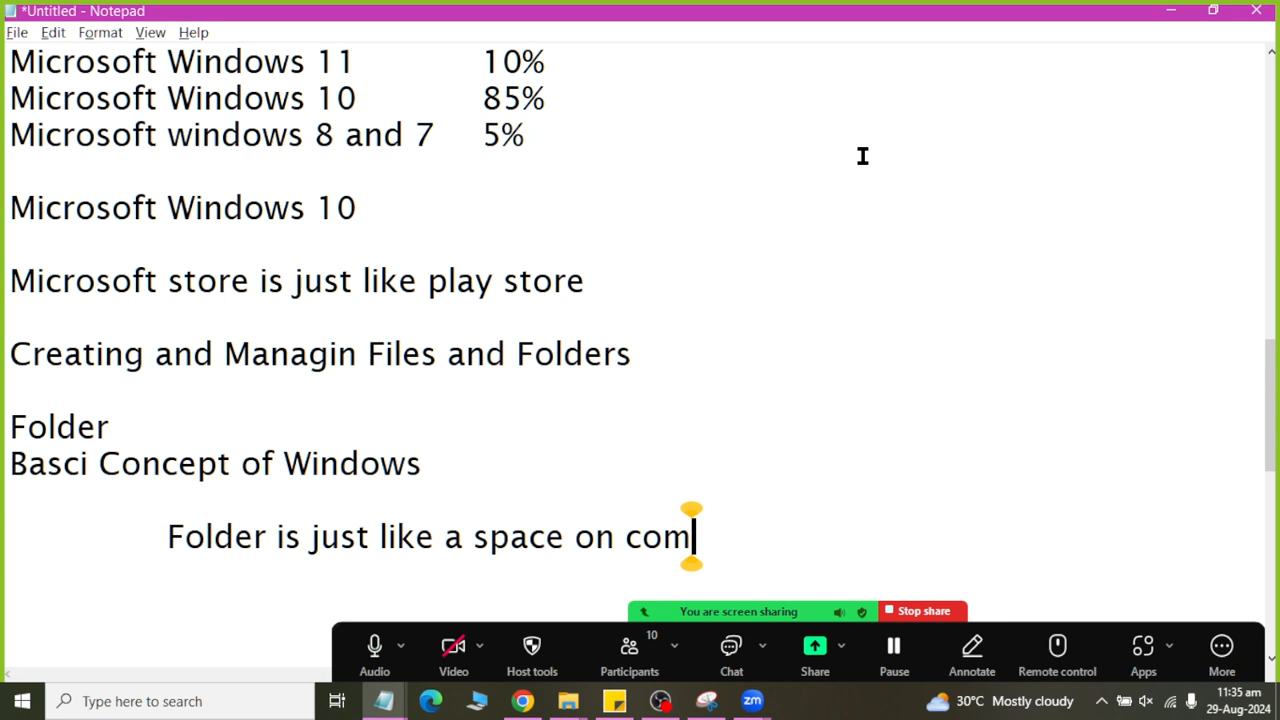 *Untitled - Notepad
File Edit Format View Help
Microsoft Windows 11 10%
Microsoft Windows 10 85%
Microsoft windows 8 and 7 5%
Microsoft Windows 10
Microsoft store is just like play store
Creating and Managin Files and Folders
Folder
Basci Concept of Windows
Folder is just like a space on com
You are screen sharing Stop share
10
Audio Video Host tools Participants Chat Share Pause Annotate Remote control Apps More
Type here to search
zm
30°C Mostly cloudy
11:35 am
29-Aug-2024